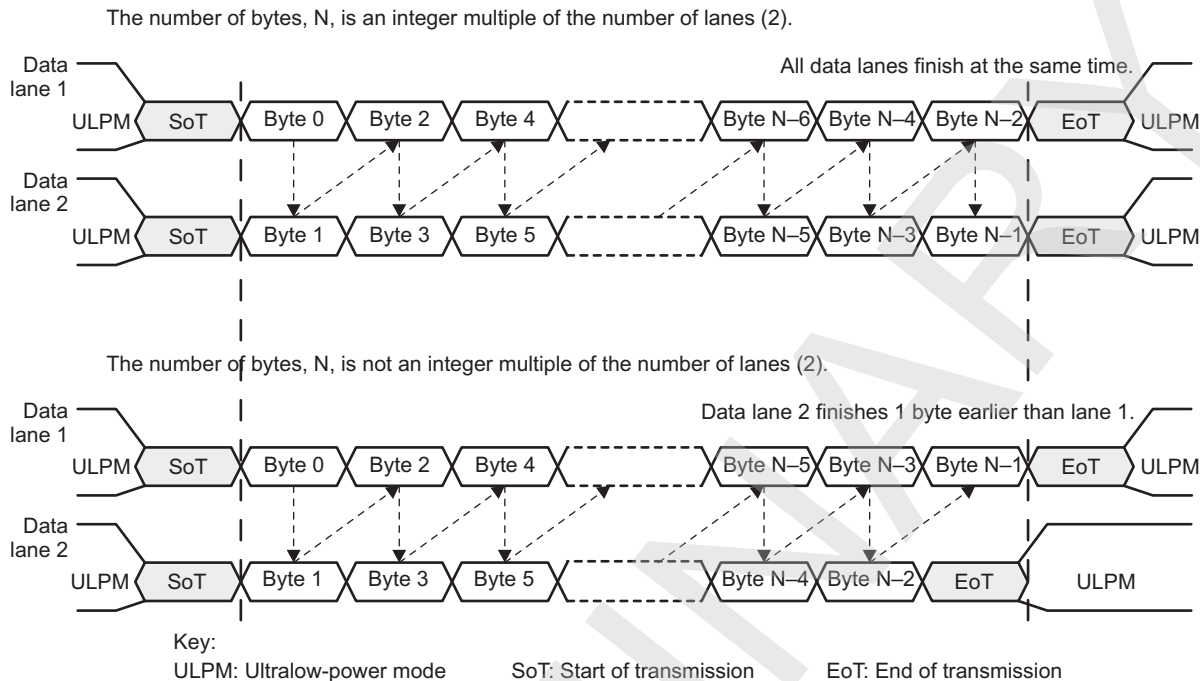 The number of bytes, N, is an integer multiple of the number of lanes (2).
Data
lane 1
All data lanes finish at the same time.
ULPM SoT Byte 0 Byte 2 Byte 4 Byte N–6 Byte N–4 Byte N–2 EoT ULPM
Data
lane 2
ULPM SoT Byte 1 Byte 3 Byte 5 Byte N–5 Byte N–3 Byte N–1 EoT ULPM
The number of bytes, N, is not an integer multiple of the number of lanes (2).
Data
lane 1
Data lane 2 finishes 1 byte earlier than lane 1.
ULPM SoT Byte 0 Byte 2 Byte 4 Byte N–5 Byte N–3 Byte N–1 EoT ULPM
Data
lane 2
ULPM SoT Byte 1 Byte 3 Byte 5 Byte N–4 Byte N–2 EoT ULPM
Key:
ULPM: Ultralow-power mode SoT: Start of transmission EoT: End of transmission